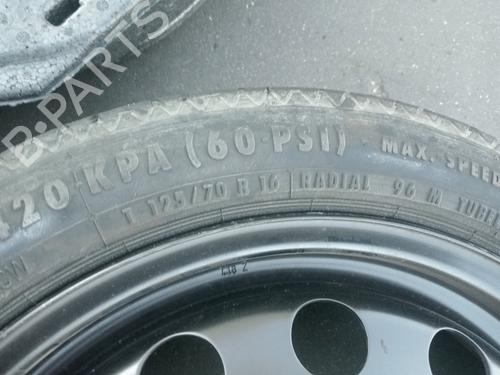 B-PARTS
420 KPA (60 PSI) - MAX. SPEED
T 125/70 R 16 RADIAL 96 M